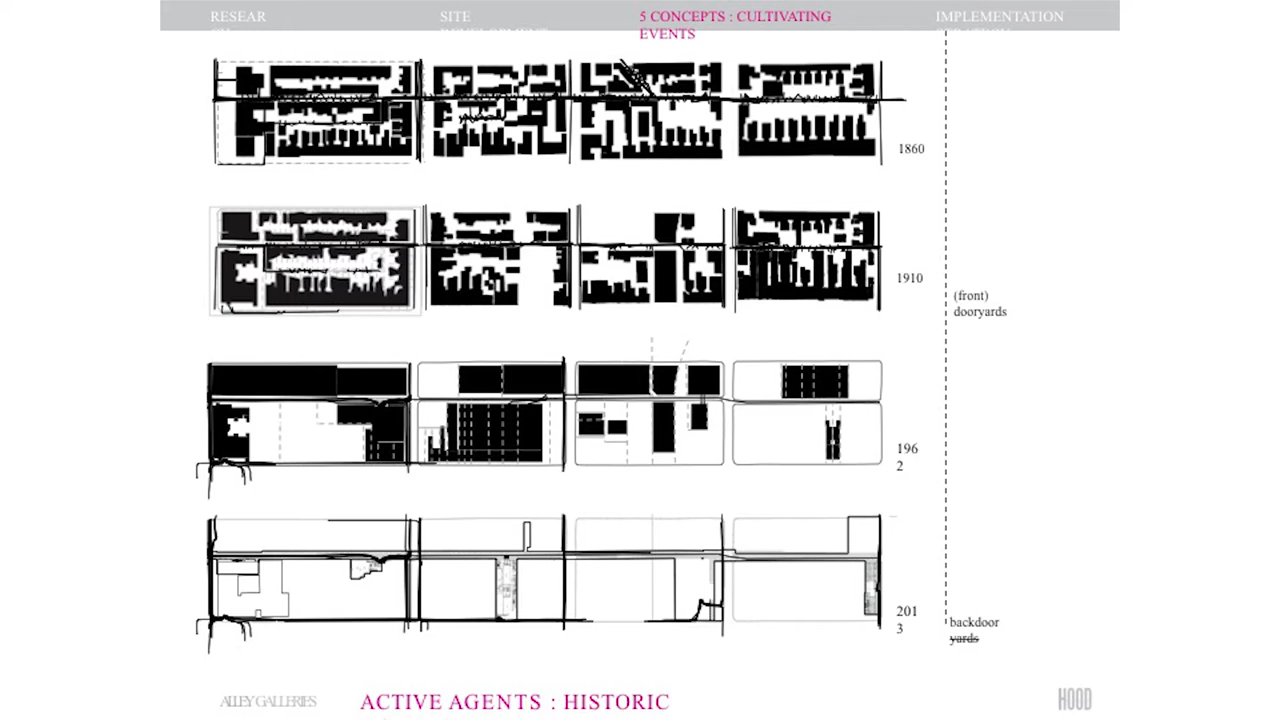 RESEAR
SITE
5 CONCEPTS : CULTIVATING
EVENTS
IMPLEMENTATION
1860
1910
(front)
dooryards
196
2
201
3
backdoor
yards
ALLEY GALLERIES
ACTIVE AGENTS : HISTORIC
HOOD